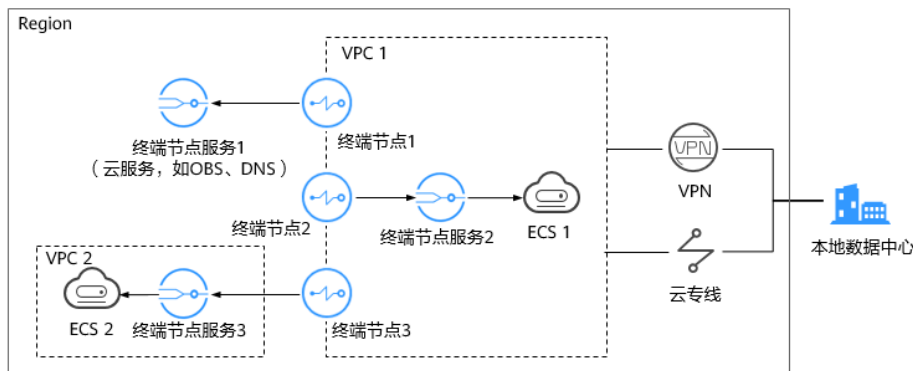 Region
VPC 1
终端节点服务1
（云服务，如OBS、DNS）
终端节点1
终端节点2
终端节点服务2
ECS 1
VPN
VPN
本地数据中心
云专线
VPC 2
ECS 2
终端节点服务3
终端节点3